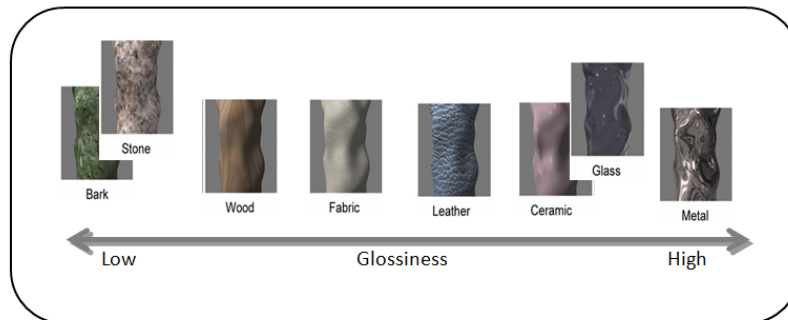 Stone
Bark
Wood
Fabric
Leather
Ceramic
Glass
Metal
Low
Glossiness
High